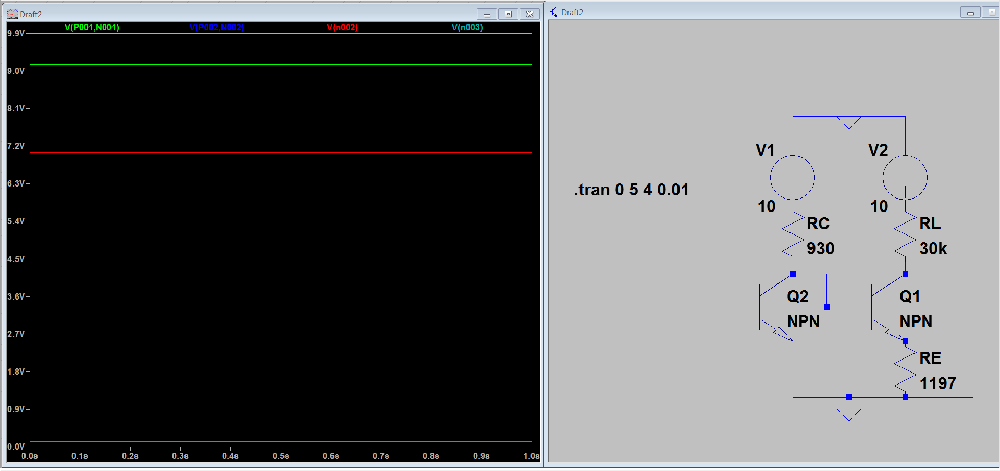 Draft2
V(P001,N001) V(P002,N002) V(n002) V(n003)
9.9V
9.0V
8.1V
7.2V
6.3V
5.4V
4.5V
3.6V
2.7V
1.8V
0.9V
0.0V
0.0s 0.1s 0.2s 0.3s 0.4s 0.5s 0.6s 0.7s 0.8s 0.9s 1.0s
Draft2
V1 V2
.tran 0 5 4 0.01
10 10
RC RL
930 30k
Q2 Q1
NPN NPN
RE
1197